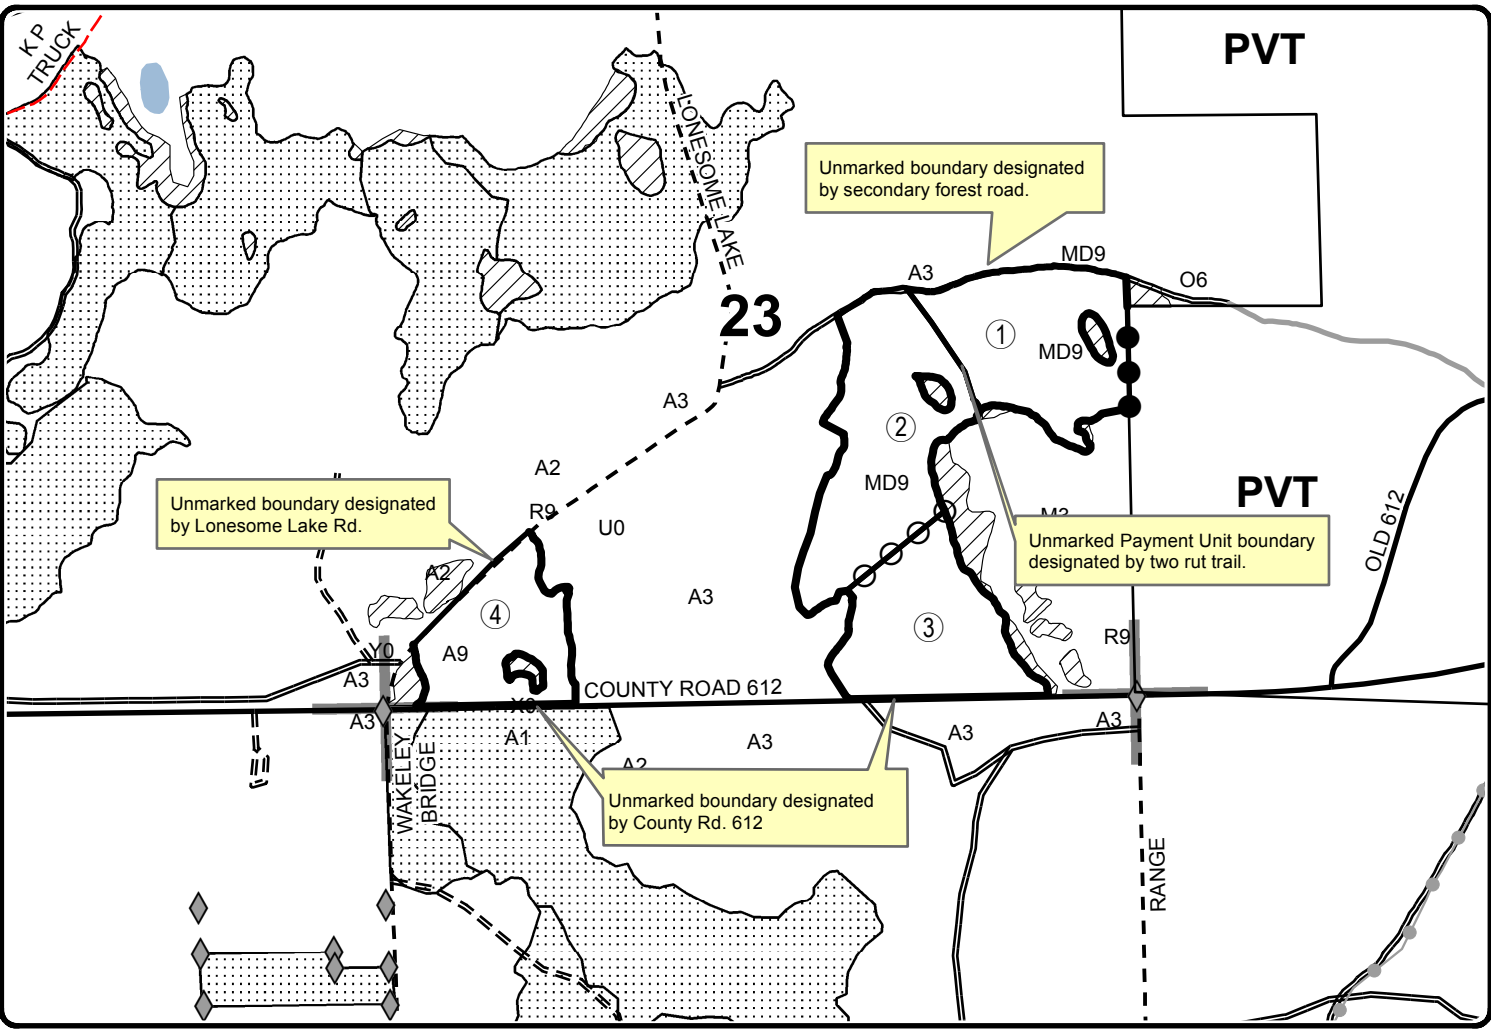 K P
TRUCK
PVT
LONESOME LAKE
Unmarked boundary designated
by secondary forest road.
MD9
A3
O6
23
1
MD9
A3
2
A2
MD9
PVT
Unmarked boundary designated
by Lonesome Lake Rd.
R9
U0
OLD 612
Unmarked Payment Unit boundary
designated by two rut trail.
A2
A3
4
3
R9
Y0
A9
A3
COUNTY ROAD 612
A3
A1
A3
A3
A3
A2
WAKELEY
BRIDGE
Unmarked boundary designated
by County Rd. 612
RANGE